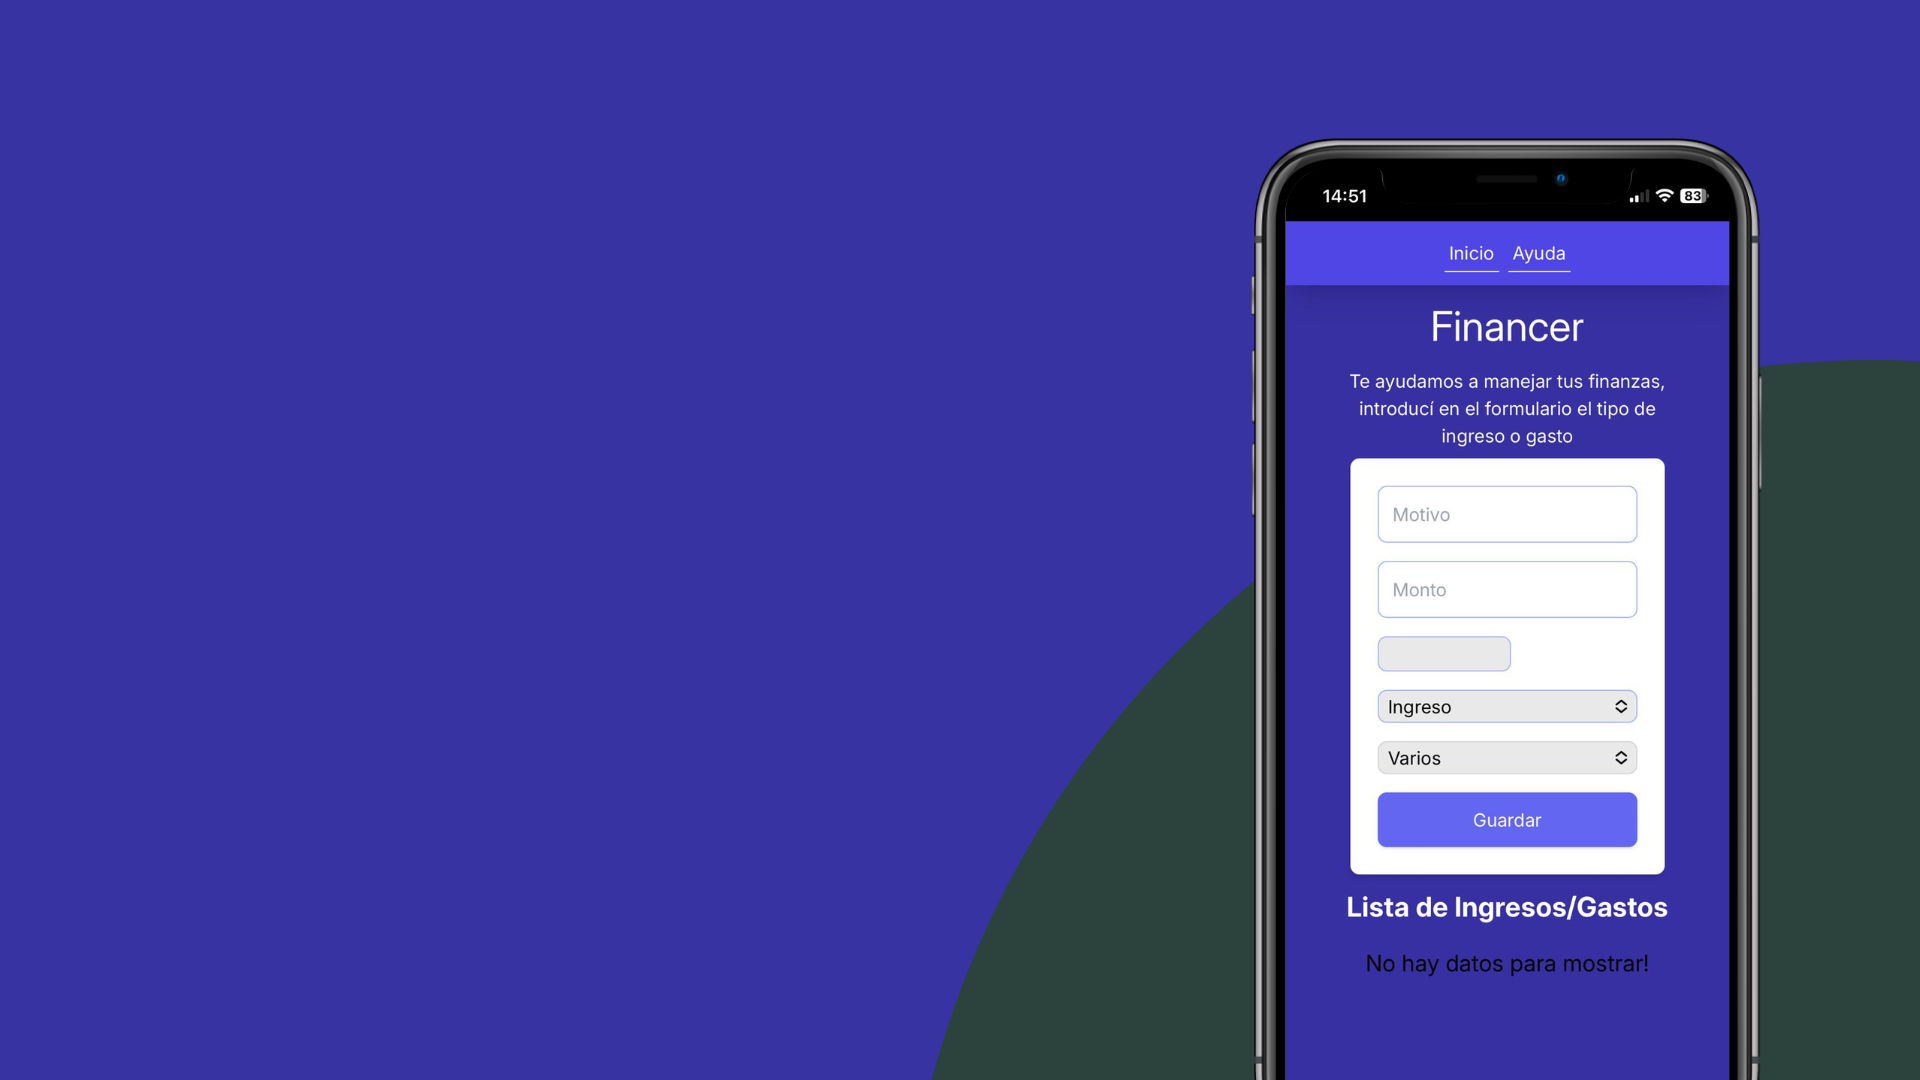 14:51
83
Inicio Ayuda
Financer
Te ayudamos a manejar tus finanzas,
introducí en el formulario el tipo de
ingreso o gasto
Motivo
Monto
Ingreso
Varios
Guardar
Lista de Ingresos/Gastos
No hay datos para mostrar!